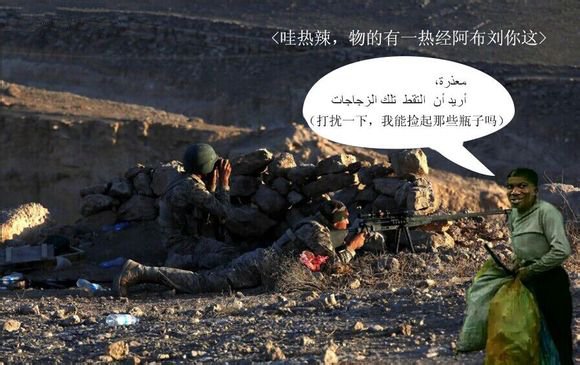 <哇热辣，物的有一热经阿布刘你这>
معذرة،
أريد أن التقط تلك الزجاجات
（打扰一下，我能捡起那些瓶子吗）